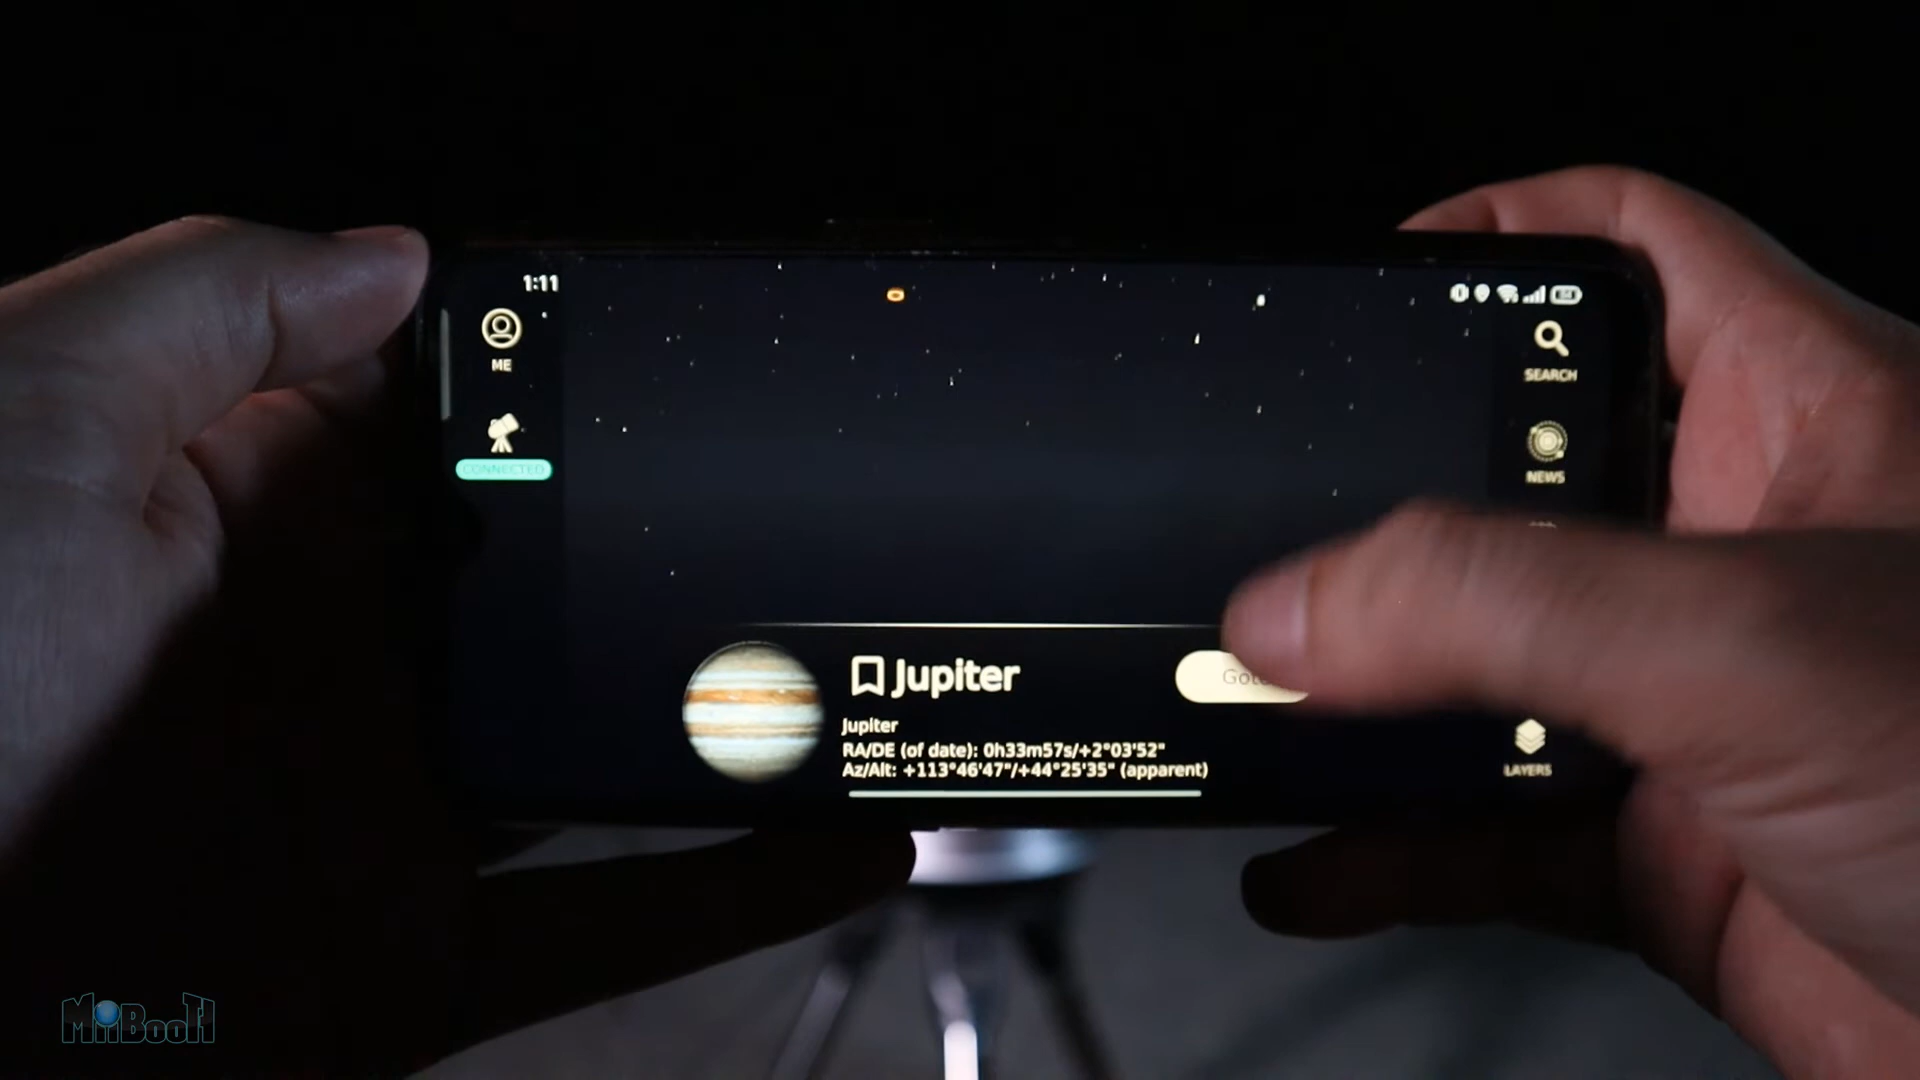 1:11
ME
CONNECTED
SEARCH
NEWS
Jupiter
Goto
Jupiter
RA/DE (of date): 0h33m57s/+2°03'52"
Az/Alt: +113°46'47"/+44°25'35" (apparent)
LAYERS
MiiBooTi